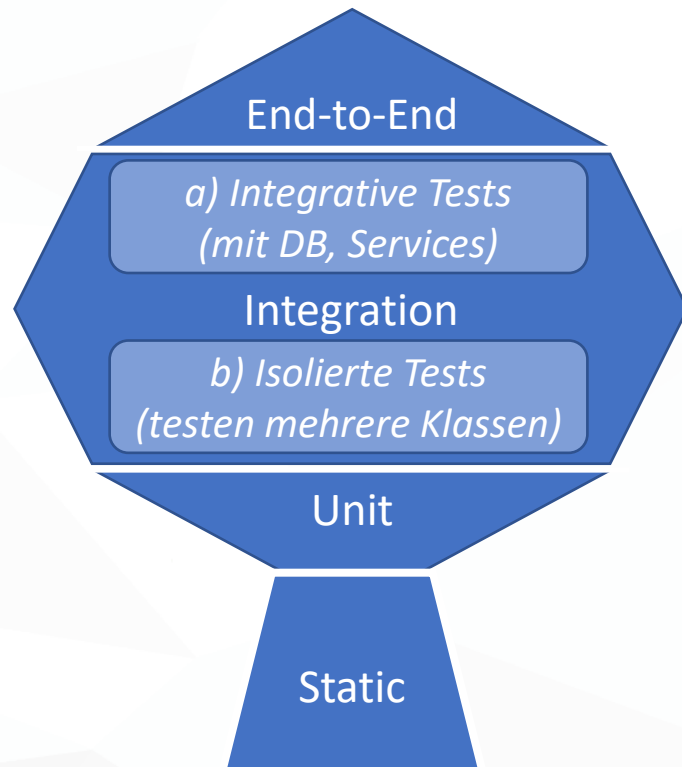 End-to-End
a) Integrative Tests
(mit DB, Services)
Integration
b) Isolierte Tests
(testen mehrere Klassen)
Unit
Static